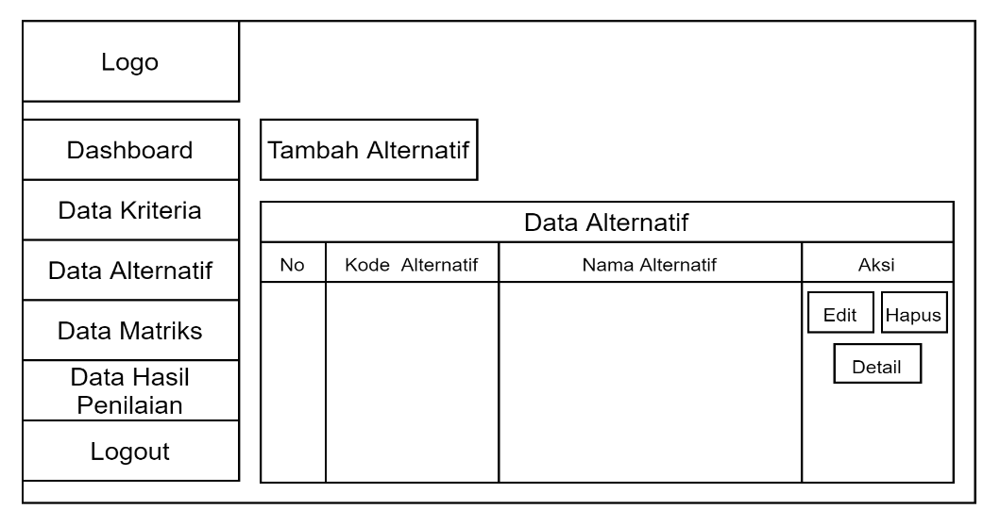 Logo
Dashboard
Data Kriteria
Data Alternatif
Data Matriks
Data Hasil
Penilaian
Logout
Tambah Alternatif
Data Alternatif
No
Kode Alternatif
Nama Alternatif
Aksi
Edit
Hapus
Detail